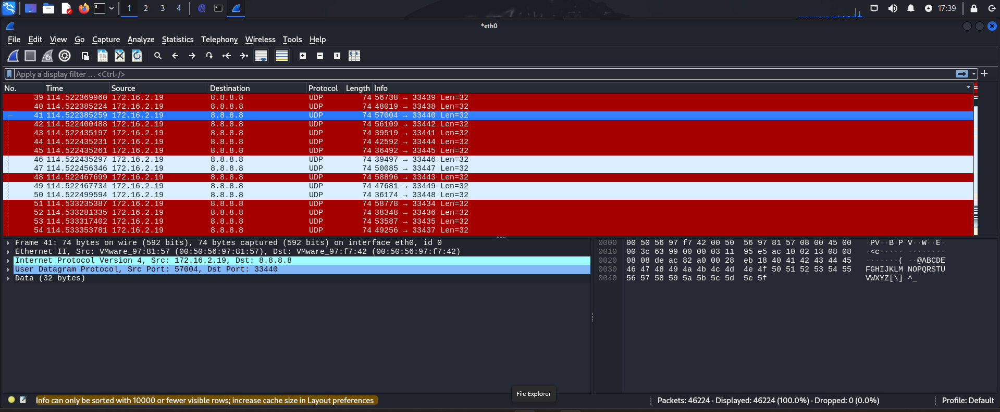 1 2 3 4 17:39
*eth0
File Edit View Go Capture Analyze Statistics Telephony Wireless Tools Help
Apply a display filter … <Ctrl-/>
No. Time Source Destination Protocol Length Info
39 114.522369960 172.16.2.19 8.8.8.8 UDP 74 56738 → 33439 Len=32
40 114.522385224 172.16.2.19 8.8.8.8 UDP 74 48019 → 33438 Len=32
41 114.522385259 172.16.2.19 8.8.8.8 UDP 74 57004 → 33440 Len=32
42 114.522400488 172.16.2.19 8.8.8.8 UDP 74 56109 → 33442 Len=32
43 114.522435197 172.16.2.19 8.8.8.8 UDP 74 39519 → 33441 Len=32
44 114.522435231 172.16.2.19 8.8.8.8 UDP 74 42592 → 33444 Len=32
45 114.522435261 172.16.2.19 8.8.8.8 UDP 74 36492 → 33445 Len=32
46 114.522435297 172.16.2.19 8.8.8.8 UDP 74 39497 → 33446 Len=32
47 114.522456346 172.16.2.19 8.8.8.8 UDP 74 50085 → 33447 Len=32
48 114.522467699 172.16.2.19 8.8.8.8 UDP 74 58896 → 33443 Len=32
49 114.522467734 172.16.2.19 8.8.8.8 UDP 74 47681 → 33449 Len=32
50 114.522499594 172.16.2.19 8.8.8.8 UDP 74 36174 → 33448 Len=32
51 114.533235387 172.16.2.19 8.8.8.8 UDP 74 58778 → 33434 Len=32
52 114.533281335 172.16.2.19 8.8.8.8 UDP 74 38348 → 33436 Len=32
53 114.533317402 172.16.2.19 8.8.8.8 UDP 74 53587 → 33435 Len=32
54 114.533353781 172.16.2.19 8.8.8.8 UDP 74 49256 → 33437 Len=32
Frame 41: 74 bytes on wire (592 bits), 74 bytes captured (592 bits) on interface eth0, id 0
Ethernet II, Src: VMware_97:81:57 (00:50:56:97:81:57), Dst: VMware_97:f7:42 (00:50:56:97:f7:42)
Internet Protocol Version 4, Src: 172.16.2.19, Dst: 8.8.8.8
User Datagram Protocol, Src Port: 57004, Dst Port: 33440
Data (32 bytes)
0000 00 50 56 97 f7 42 00 50 56 97 81 57 08 00 45 00 ·PV··B·P V··W··E·
0010 00 3c 63 99 00 00 03 11 95 e5 ac 10 02 13 08 08 ·<c····· ········
0020 08 08 de ac 82 a0 00 28 eb 18 40 41 42 43 44 45 ·······( ··@ABCDE
0030 46 47 48 49 4a 4b 4c 4d 4e 4f 50 51 52 53 54 55 FGHIJKLM NOPQRSTU
0040 56 57 58 59 5a 5b 5c 5d 5e 5f VWXYZ[\] ^_
File Explorer
Info can only be sorted with 10000 or fewer visible rows; increase cache size in Layout preferences
Packets: 46224 · Displayed: 46224 (100.0%) · Dropped: 0 (0.0%)
Profile: Default